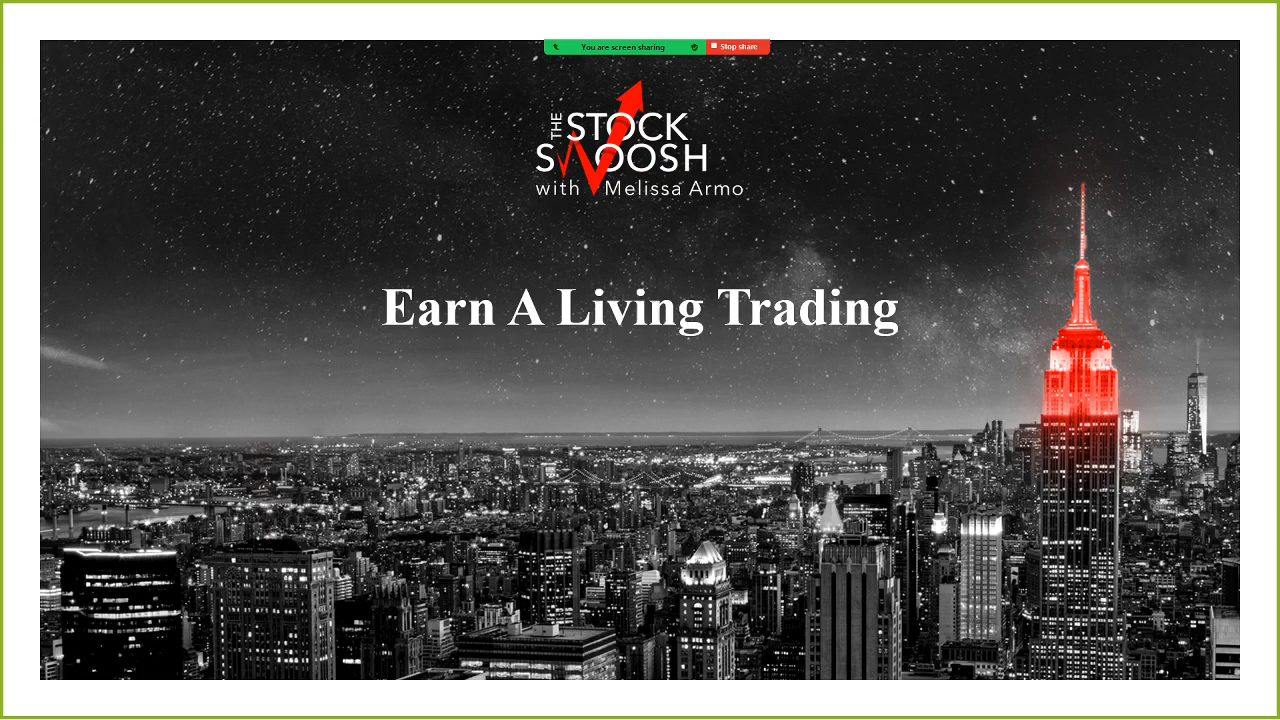 You are screen sharing Stop share
THE
STOCK
SWOOSH
with Melissa Armo
Earn A Living Trading